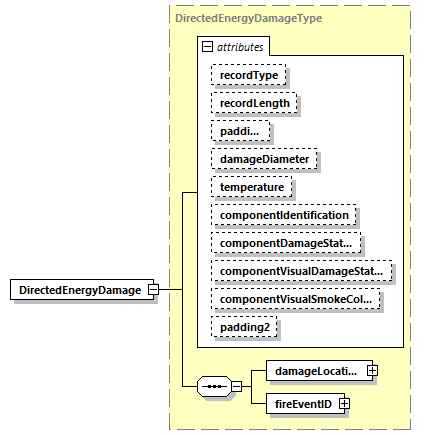 DirectedEnergyDamageType
attributes
recordType
recordLength
paddi...
damageDiameter
temperature
componentIdentification
componentDamageStat...
componentVisualDamageStat...
componentVisualSmokeCol...
padding2
DirectedEnergyDamage
damageLocati...
fireEventID